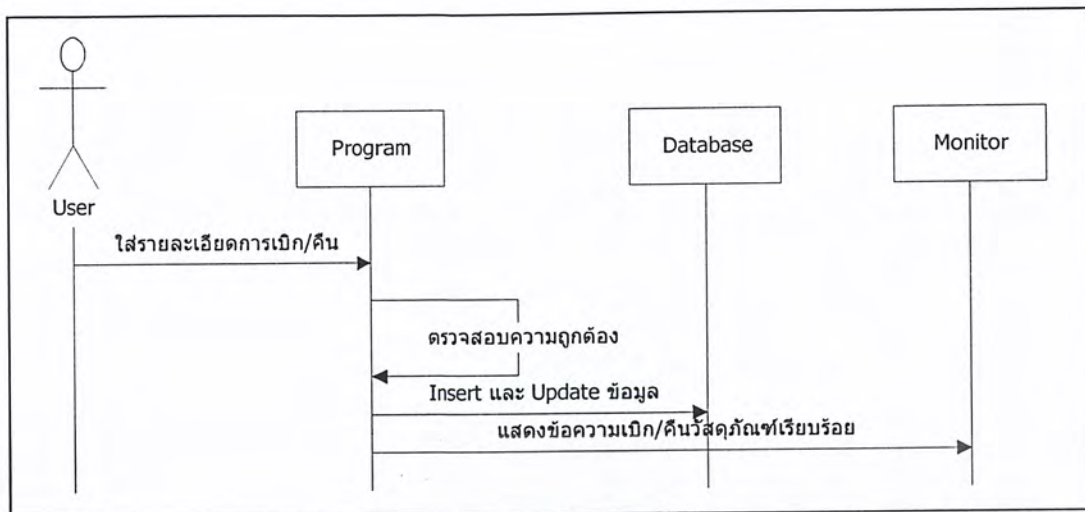 Program
Database
Monitor
User
ใส่รายละเอียดการเบิก/คืน
ตรวจสอบความถูกต้อง
Insert และ Update ข้อมูล
แสดงข้อความเบิก/คืนวัสดุภัณฑ์เรียบร้อย